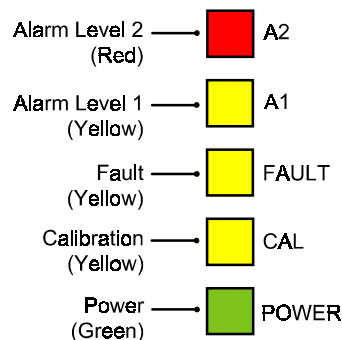 Alarm Level 2 A2
(Red)
Alarm Level 1 A1
(Yellow)
Fault FAULT
(Yellow)
Calibration CAL
(Yellow)
Power POWER
(Green)